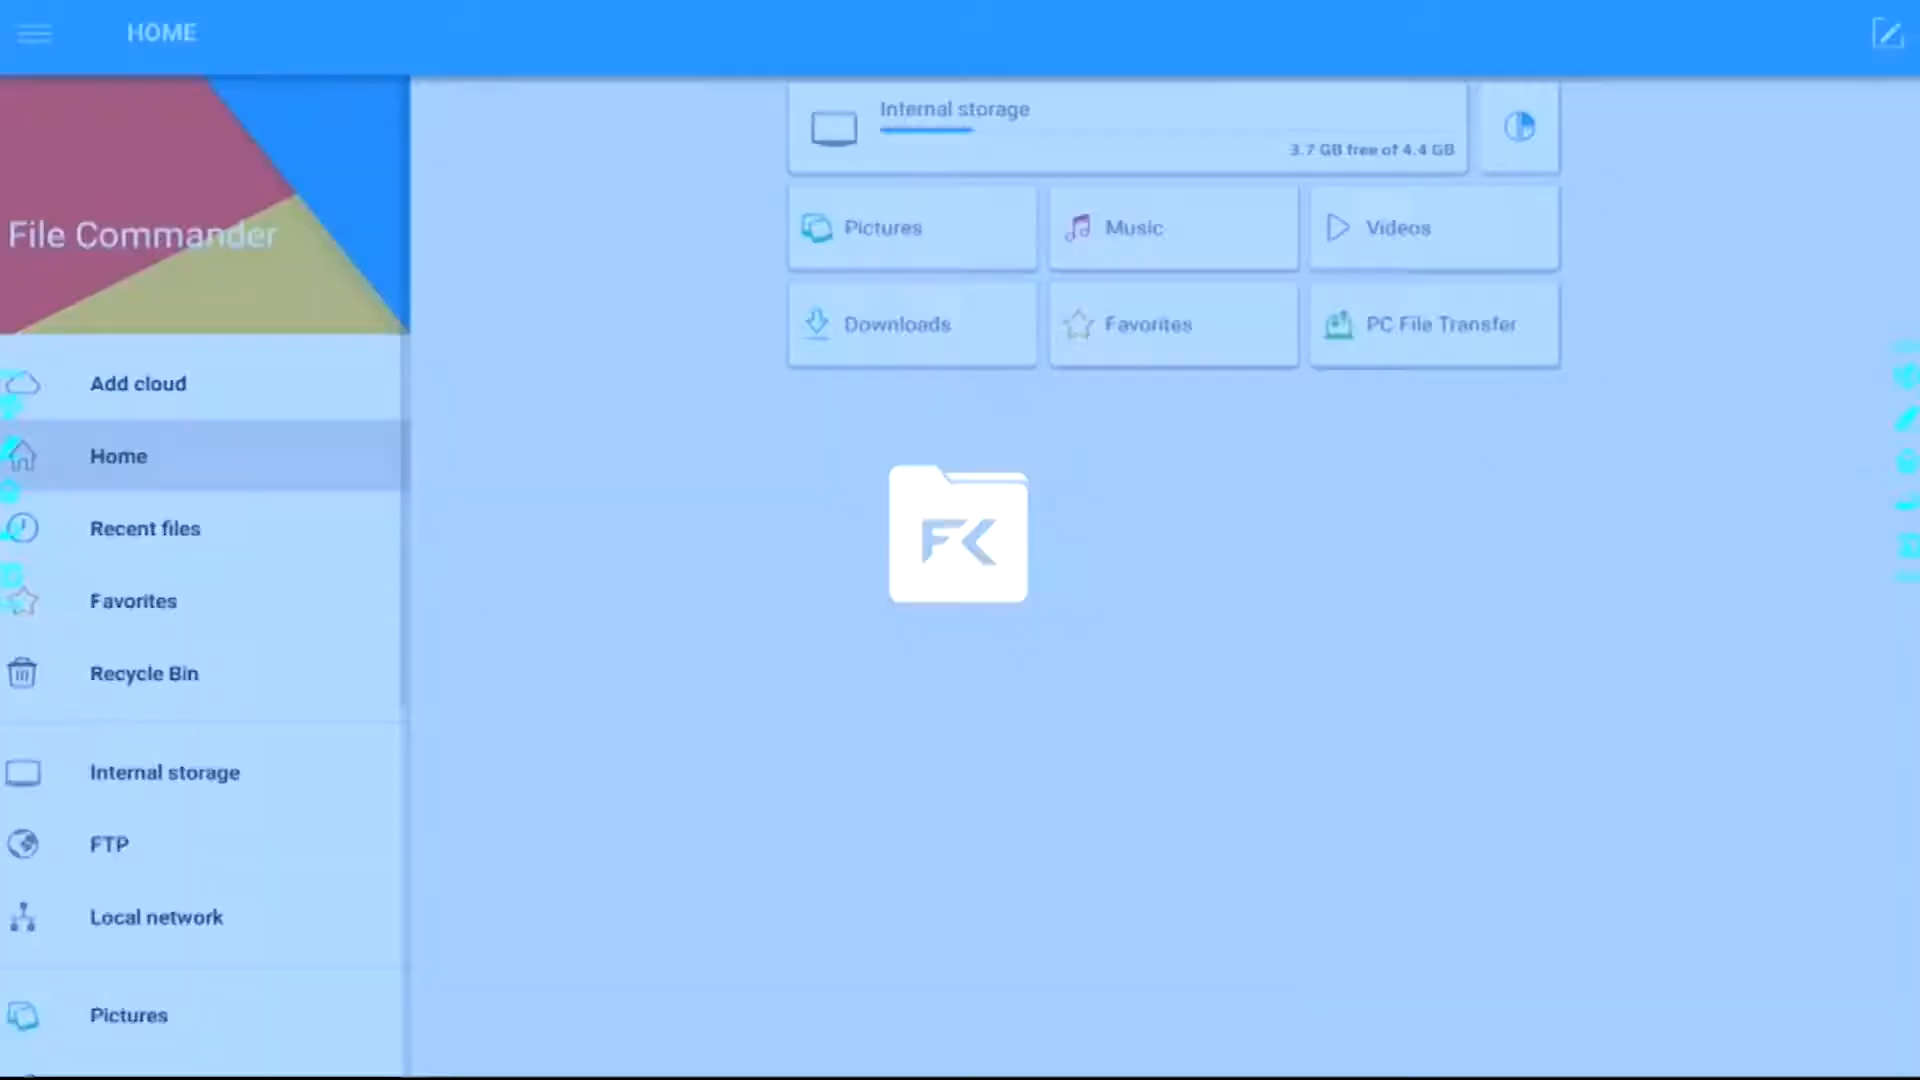 HOME
File Commander
Add cloud
Home
Recent files
Favorites
Recycle Bin
Internal storage
FTP
Local network
Pictures
Internal storage
3.7 GB free of 4.4 GB
Pictures
Music
Videos
Downloads
Favorites
PC File Transfer
FK